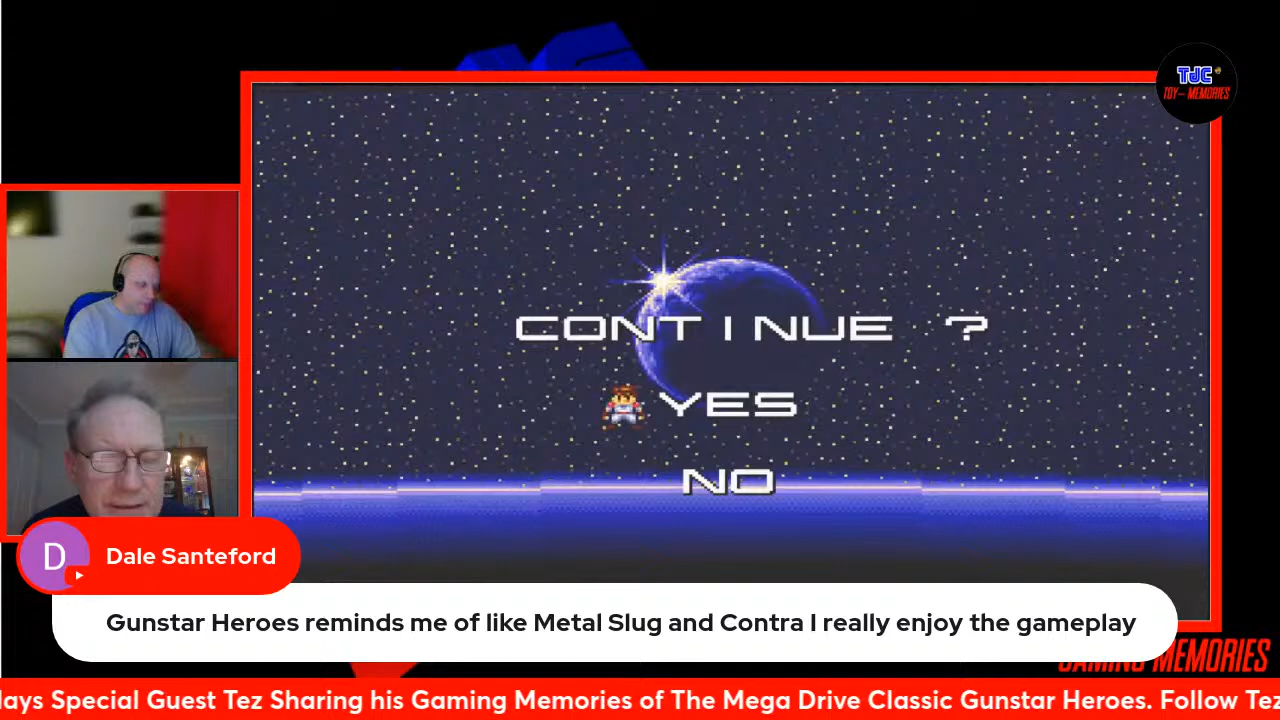 TJC
TOY- MEMORIES
CONTINUE ?
YES
NO
D
Dale Santeford
Gunstar Heroes reminds me of like Metal Slug and Contra I really enjoy the gameplay
GAMING MEMORIES
days Special Guest Tez Sharing his Gaming Memories of The Mega Drive Classic Gunstar Heroes. Follow Tez